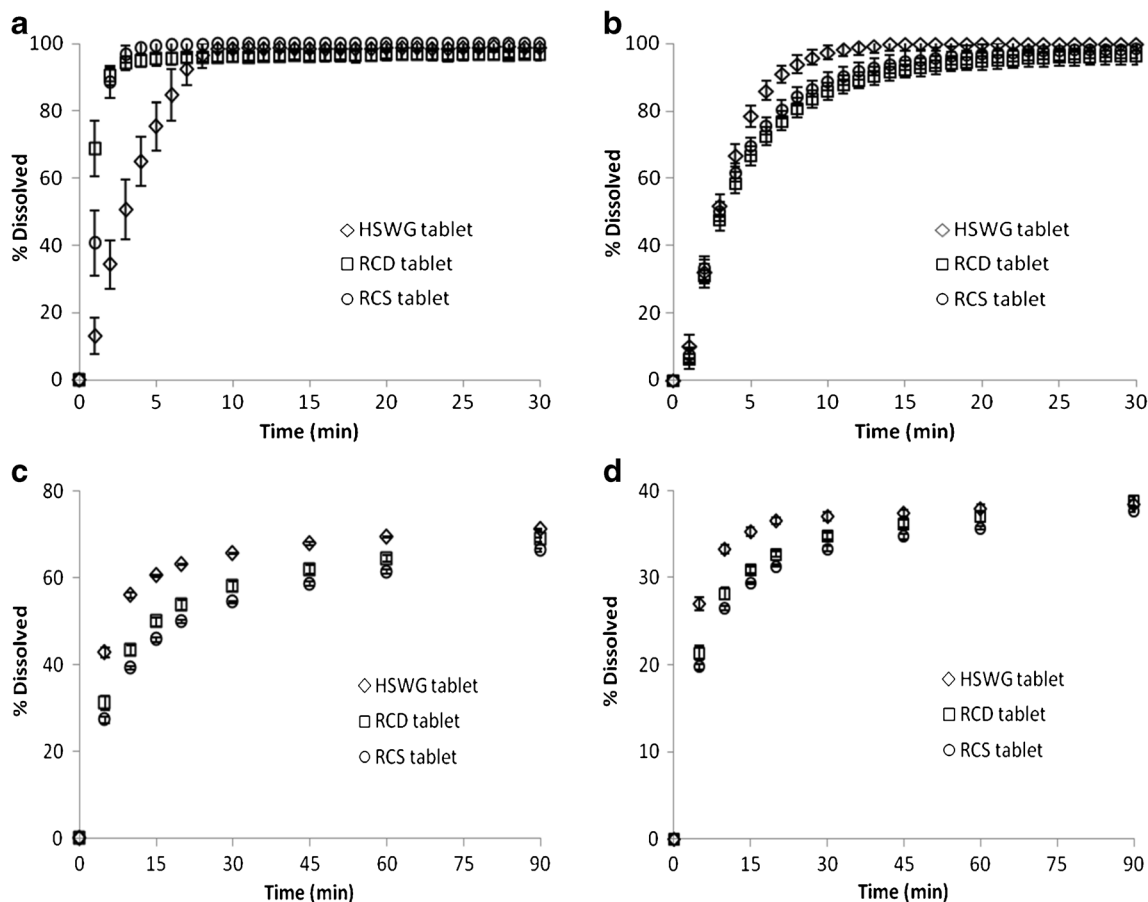 a
100
80
60
40
20
0
% Dissolved
HSWG tablet
RCD tablet
RCS tablet
0 5 10 15 20 25 30
Time (min)
b
100
80
60
40
20
0
% Dissolved
HSWG tablet
RCD tablet
RCS tablet
0 5 10 15 20 25 30
Time (min)
c
80
60
40
20
0
% Dissolved
HSWG tablet
RCD tablet
RCS tablet
0 15 30 45 60 75 90
Time (min)
d
40
30
20
10
0
% Dissolved
HSWG tablet
RCD tablet
RCS tablet
0 15 30 45 60 75 90
Time (min)